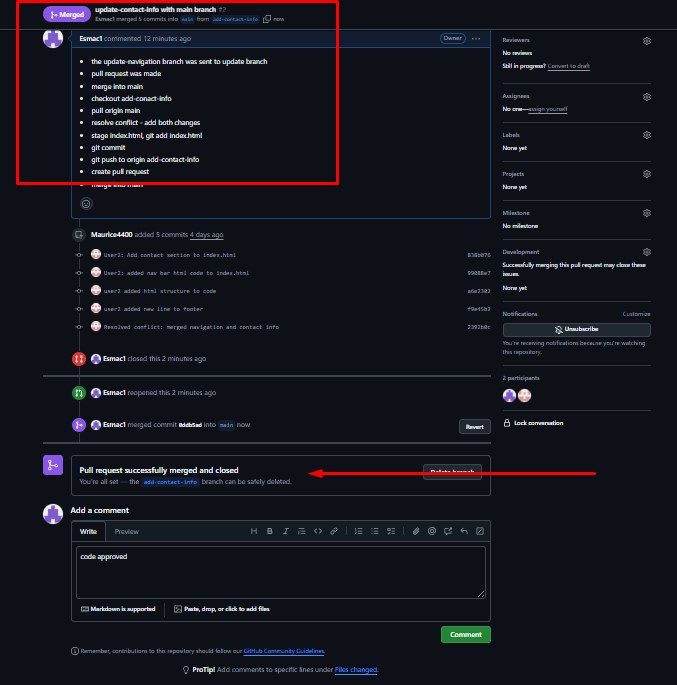 Merged
update-contact-info with main branch #7
Esmac1 merged 5 commits into main from add-contact-info now
Esmac1 commented 12 minutes ago Owner
the update-navigation branch was sent to update branch
pull request was made
merge into main
checkout add-conact-info
pull origin main
resolve conflict - add both changes
stage index.html, git add index.html
git commit
git push to origin add-contact-info
create pull request
merge into main
Maurice4400 added 5 commits 4 days ago
User2: Add contact section to index.html 838b076
User2: added nav bar html code to index.html 99088e7
user2 added html structure to code a6e2302
user2 added new line to footer f9e45b2
Resolved conflict: merged navigation and contact info 2392b0c
Esmac1 closed this 2 minutes ago
Esmac1 reopened this 2 minutes ago
Esmac1 merged commit into main now
Revert
Pull request successfully merged and closed
You're all set — the add-contact-info branch can be safely deleted.
Delete branch
Add a comment
Write Preview
code approved
Markdown is supported
Paste, drop, or click to add files
Comment
Remember, contributions to this repository should follow our GitHub Community Guidelines.
ProTip! Add comments to specific lines under Files changed.
Reviewers
No reviews
Still in progress? Convert to draft
Assignees
No one—assign yourself
Labels
None yet
Projects
None yet
Milestone
No milestone
Development
Successfully merging this pull request may close these
issues.
None yet
Notifications Customize
Unsubscribe
You're receiving notifications because you're watching
this repository.
2 participants
Lock conversation